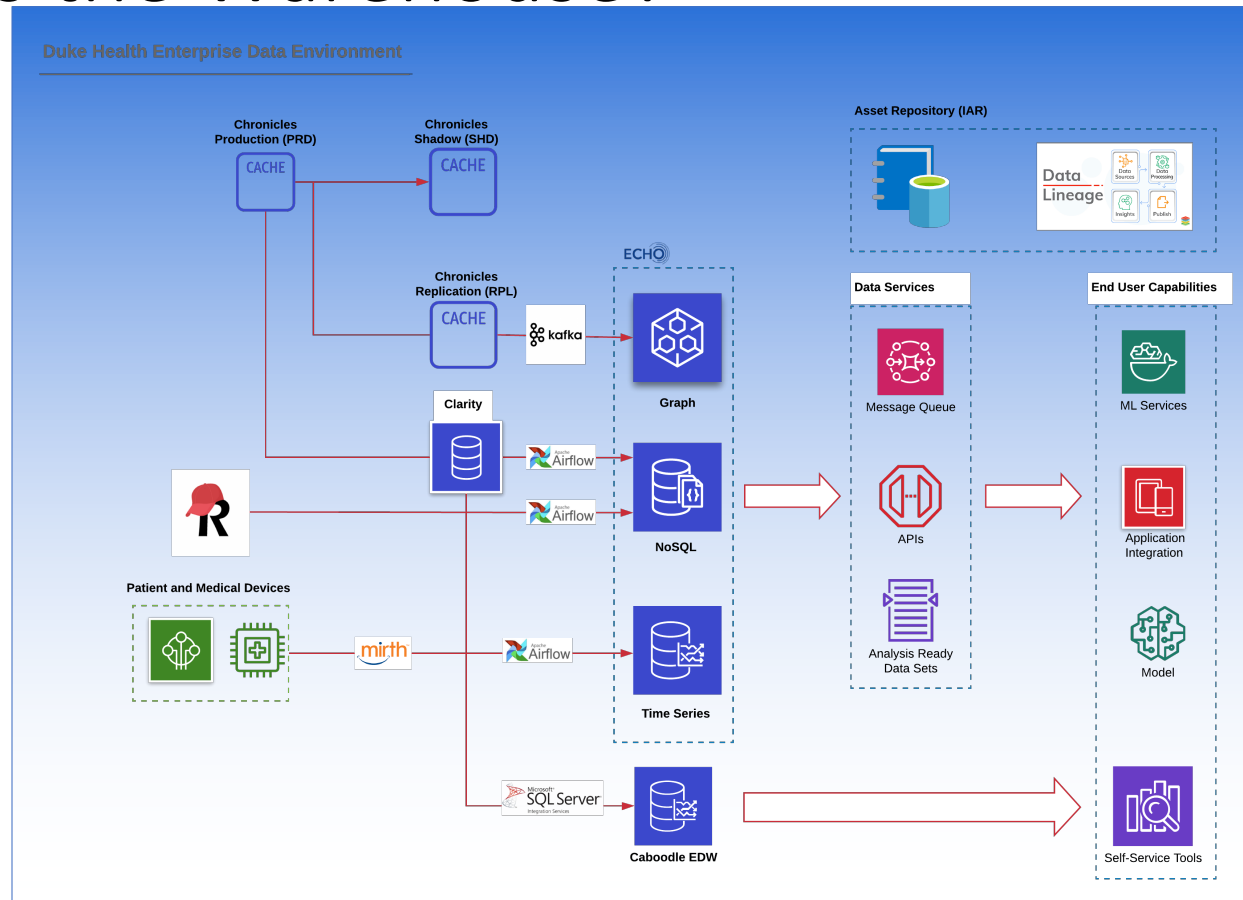 the Warehouse?
Duke Health Enterprise Data Environment
Chronicles
Production (PRD)
CACHE
Chronicles
Shadow (SHD)
CACHE
Asset Repository (IAR)
Data
Lineage
Data
Sources
Data
Processing
Insights
Publish
ECHO
Chronicles
Replication (RPL)
CACHE
kafka
Graph
Data Services
Message Queue
End User Capabilities
ML Services
Clarity
Apache
Airflow
R
Apache
Airflow
NoSQL
APIs
Application
Integration
Patient and Medical Devices
mirth
Apache
Airflow
Time Series
Analysis Ready
Data Sets
Model
Microsoft
SQL Server
Integration Services
Caboodle EDW
Self-Service Tools